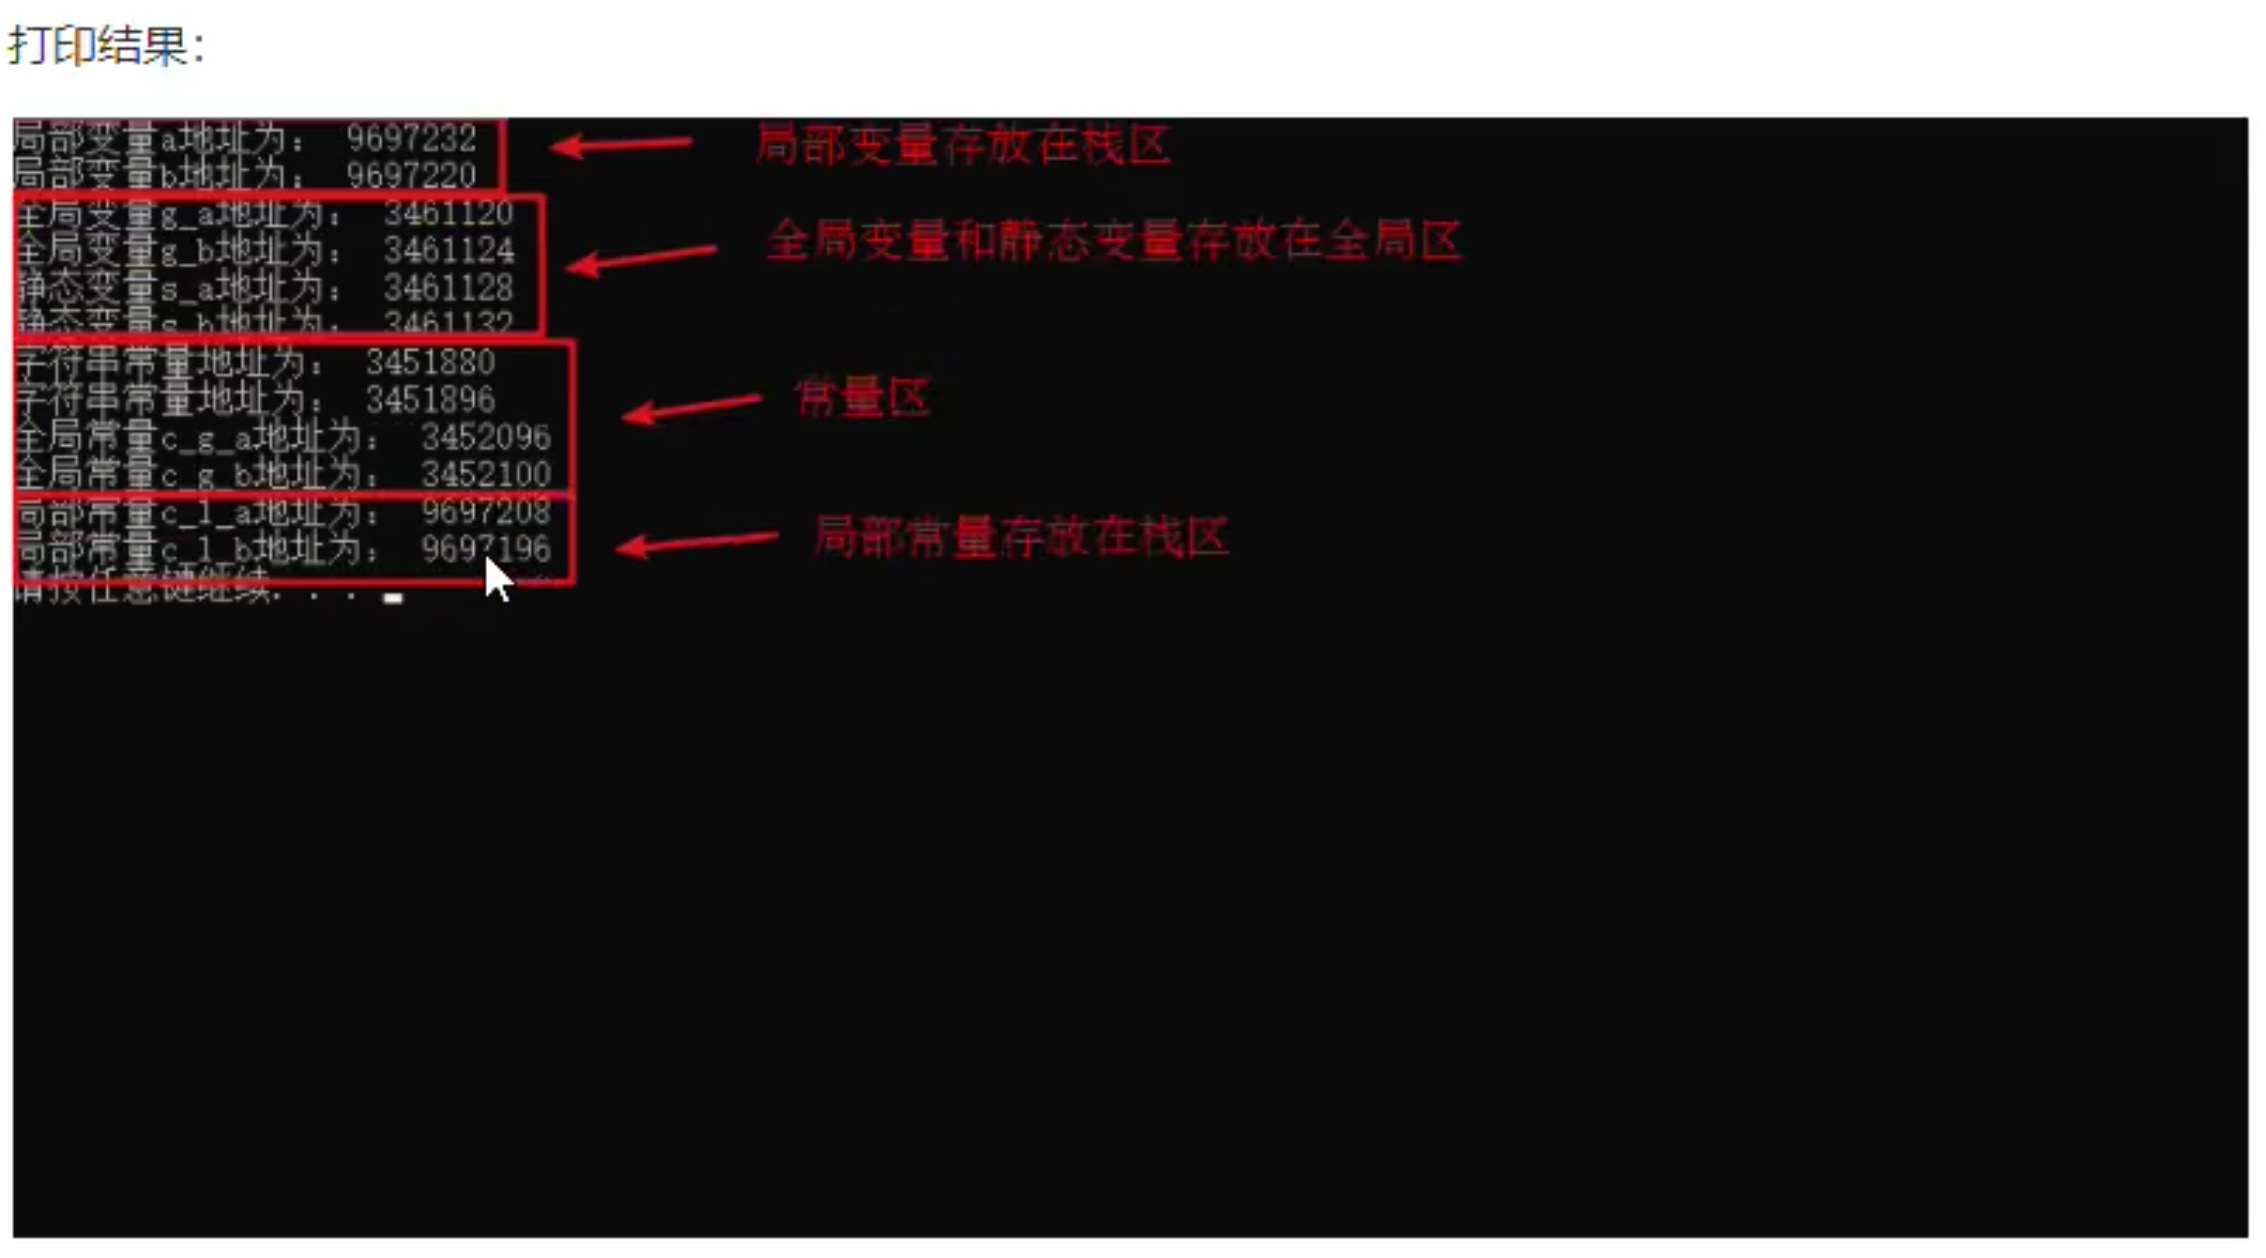 打印结果：
局部变量a地址为： 9697232
局部变量存放在栈区
局部变量b地址为： 9697220
全局变量g_a地址为： 3461120
全局变量g_b地址为： 3461124
全局变量和静态变量存放在全局区
静态变量s_a地址为： 3461128
静态变量s_b地址为： 3461132
字符串常量地址为： 3451880
字符串常量地址为： 3451896
常量区
全局常量c_g_a地址为： 3452096
全局常量c_g_b地址为： 3452100
局部常量c_l_a地址为： 9697208
局部常量c_l_b地址为： 9697196
局部常量存放在栈区
请按任意键继续. . .